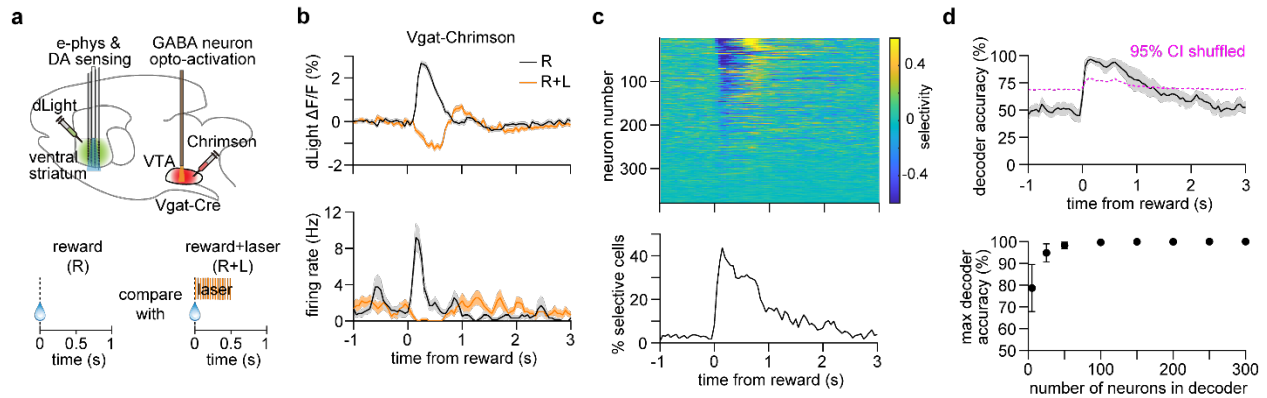 a
e-phys &
DA sensing
GABA neuron
opto-activation
dLight
Chrimson
ventral
striatum
VTA
Vgat-Cre
reward
(R)
reward+laser
(R+L)
compare
with
laser
0
1
time (s)
0
0.5
1
time (s)
b
Vgat-Chrimson
dLight ΔF/F (%)
6
4
2
0
-2
R
R+L
firing rate (Hz)
12
8
4
0
-1
0
1
2
3
time from reward (s)
c
neuron number
100
200
300
0.4
0
-0.4
selectivity
% selective cells
40
20
0
-1
0
1
2
3
time from reward (s)
d
decoder accuracy (%)
100
75
50
25
0
95% CI shuffled
-1
0
1
2
3
time from reward (s)
max decoder
accuracy (%)
100
90
80
70
60
50
0
100
200
300
number of neurons in decoder